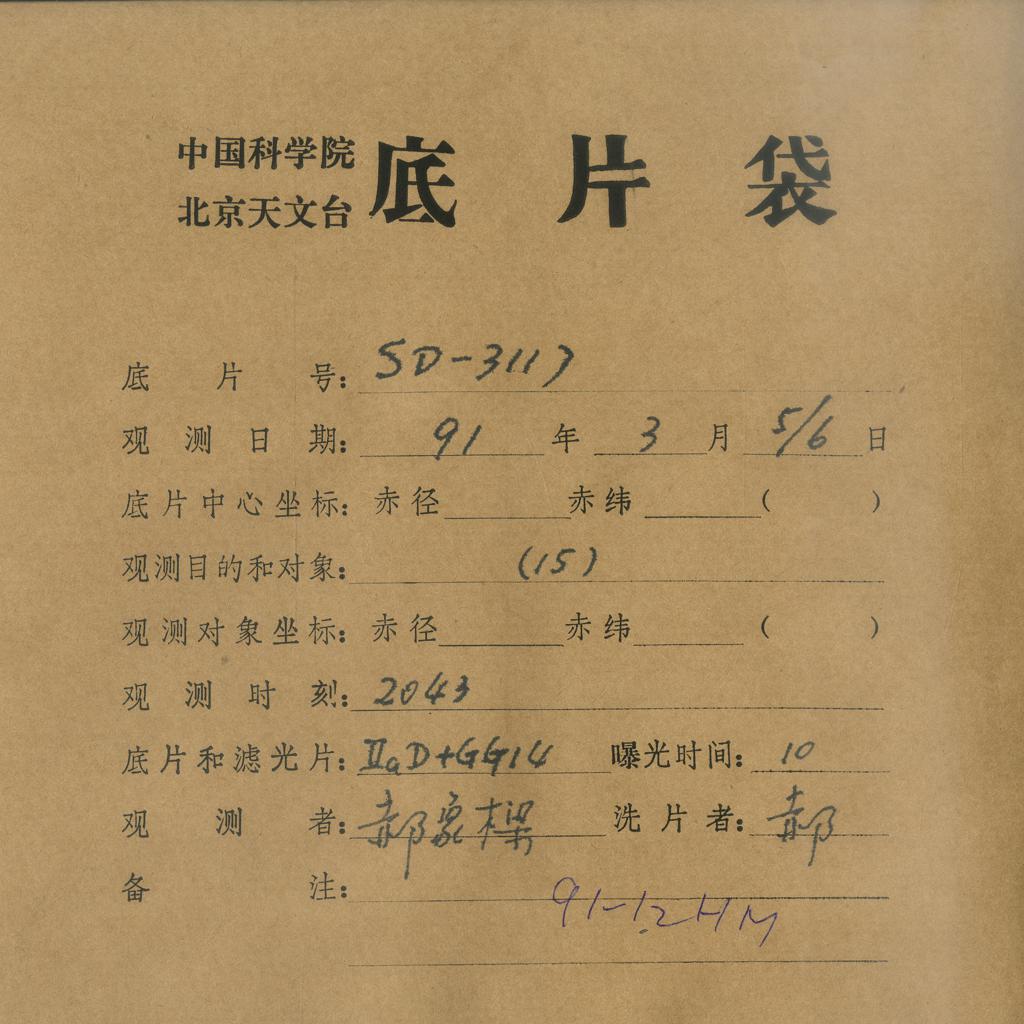 中国科学院
北京天文台
底片袋
底片号：SD-3117
观测日期：91年3月5/6日
底片中心坐标：赤径 赤纬 ( )
观测目的和对象：(15)
观测对象坐标：赤径 赤纬 ( )
观测时刻：2043
底片和滤光片：IIaD+GG14 曝光时间：10
观测者：郝象樑 洗片者：郝
备注：
91-12HM